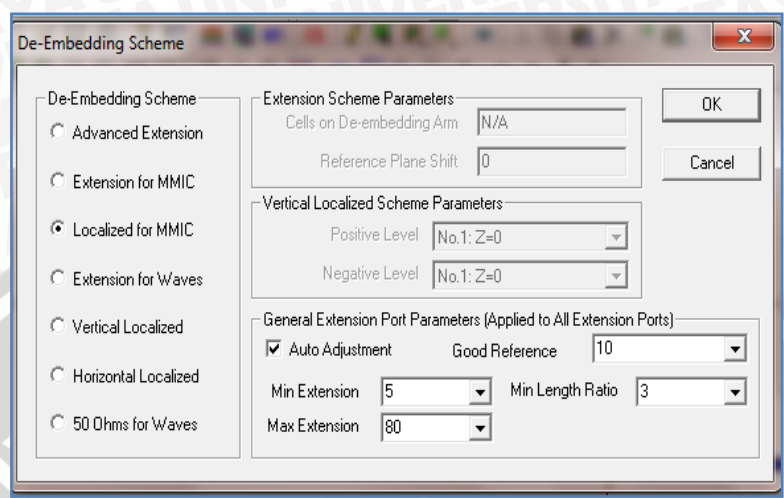 De-Embedding Scheme
x
De-Embedding Scheme
Advanced Extension
Extension for MMIC
Localized for MMIC
Extension for Waves
Vertical Localized
Horizontal Localized
50 Ohms for Waves
Extension Scheme Parameters
Cells on De-embedding Arm N/A
Reference Plane Shift 0
Vertical Localized Scheme Parameters
Positive Level No.1: Z=0
Negative Level No.1: Z=0
General Extension Port Parameters (Applied to All Extension Ports)
Auto Adjustment Good Reference 10
Min Extension 5 Min Length Ratio 3
Max Extension 80
OK
Cancel